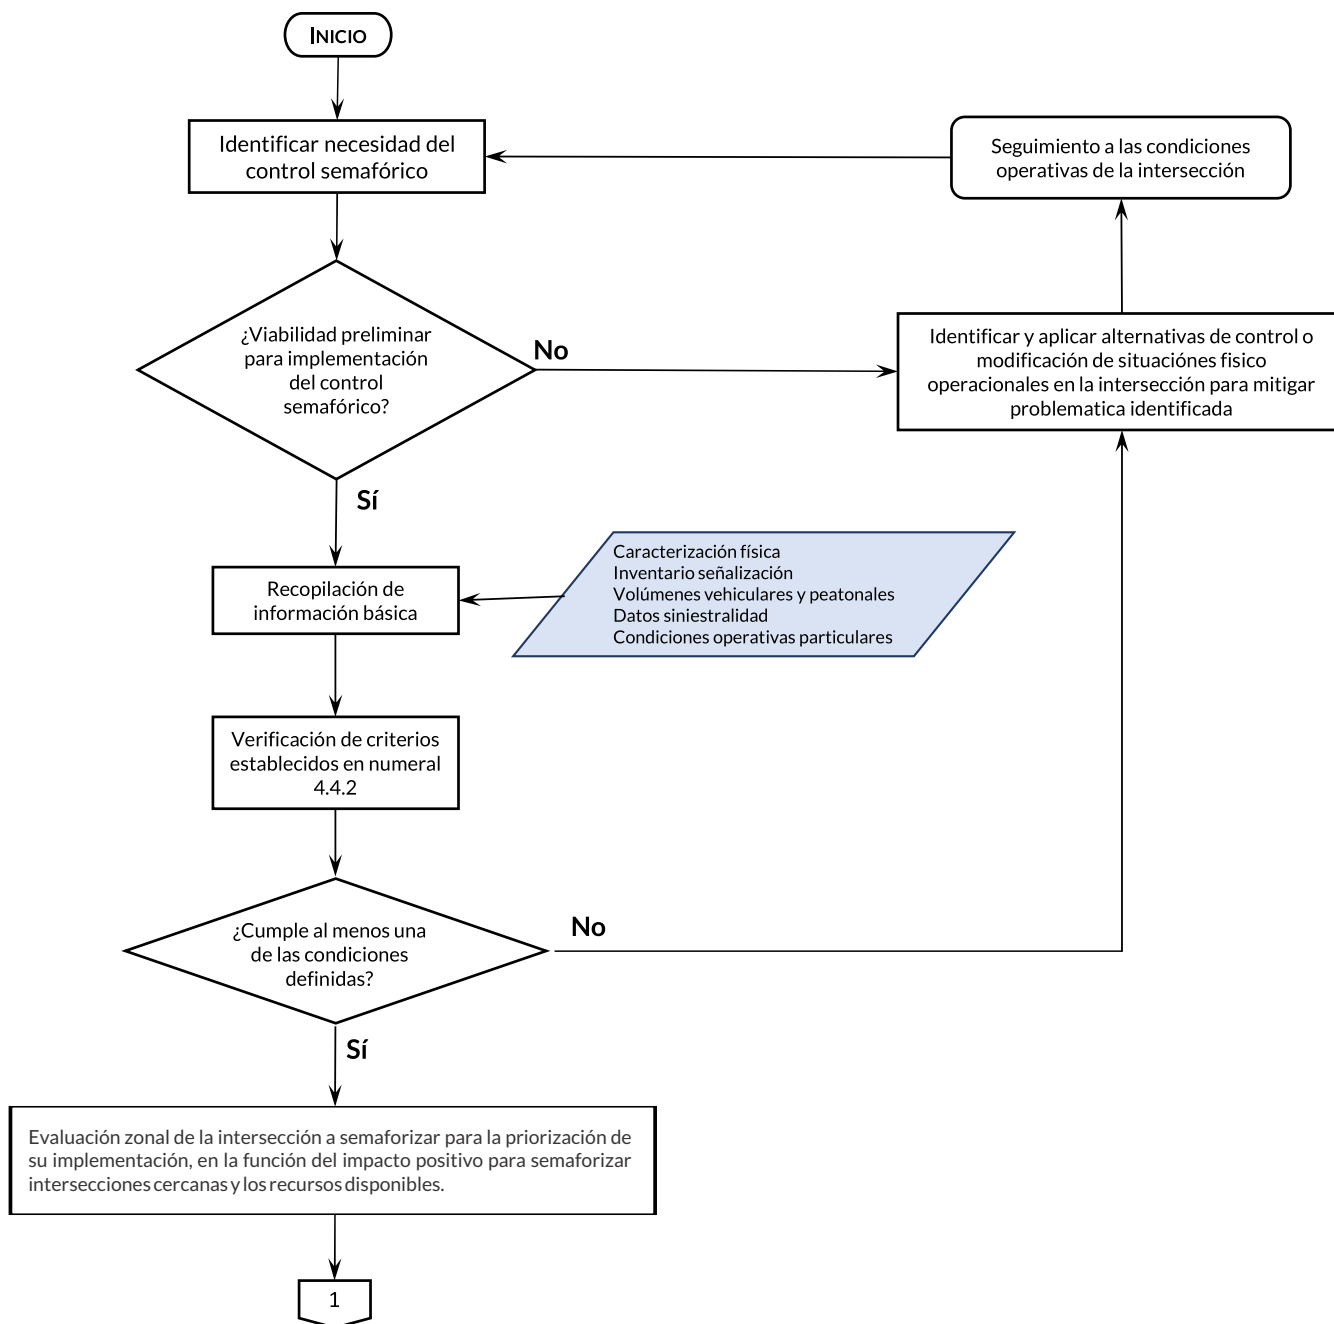 INICIO
Identificar necesidad del
control semafórico
Seguimiento a las condiciones
operativas de la intersección
¿Viabilidad preliminar
para implementación
del control
semafórico?
No
Identificar y aplicar alternativas de control o
modificación de situaciónes fisico
operacionales en la intersección para mitigar
problematica identificada
Sí
Recopilación de
información básica
Caracterización física
Inventario señalización
Volúmenes vehiculares y peatonales
Datos siniestralidad
Condiciones operativas particulares
Verificación de criterios
establecidos en numeral
4.4.2
¿Cumple al menos una
de las condiciones
definidas?
No
Sí
Evaluación zonal de la intersección a semaforizar para la priorización de
su implementación, en la función del impacto positivo para semaforizar
intersecciones cercanas y los recursos disponibles.
1